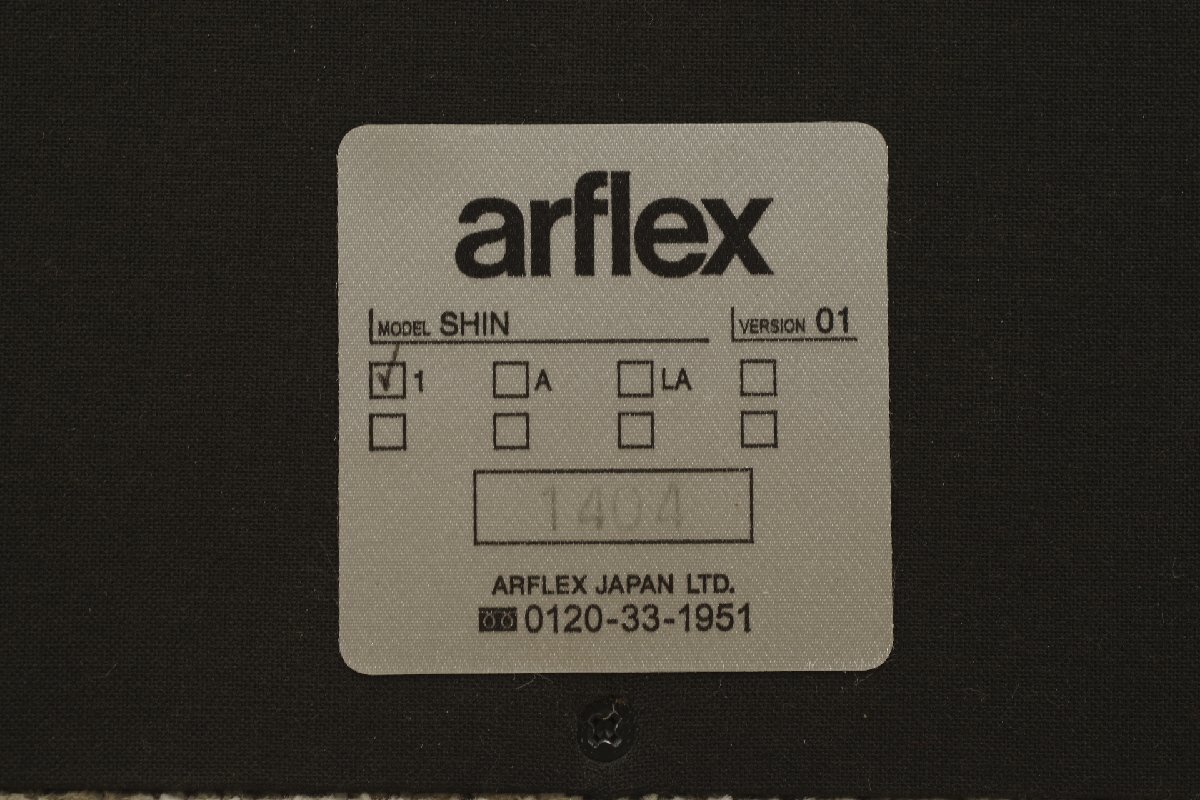 arflex
MODEL SHIN VERSION 01
1 A LA
1404
ARFLEX JAPAN LTD.
0120-33-1951